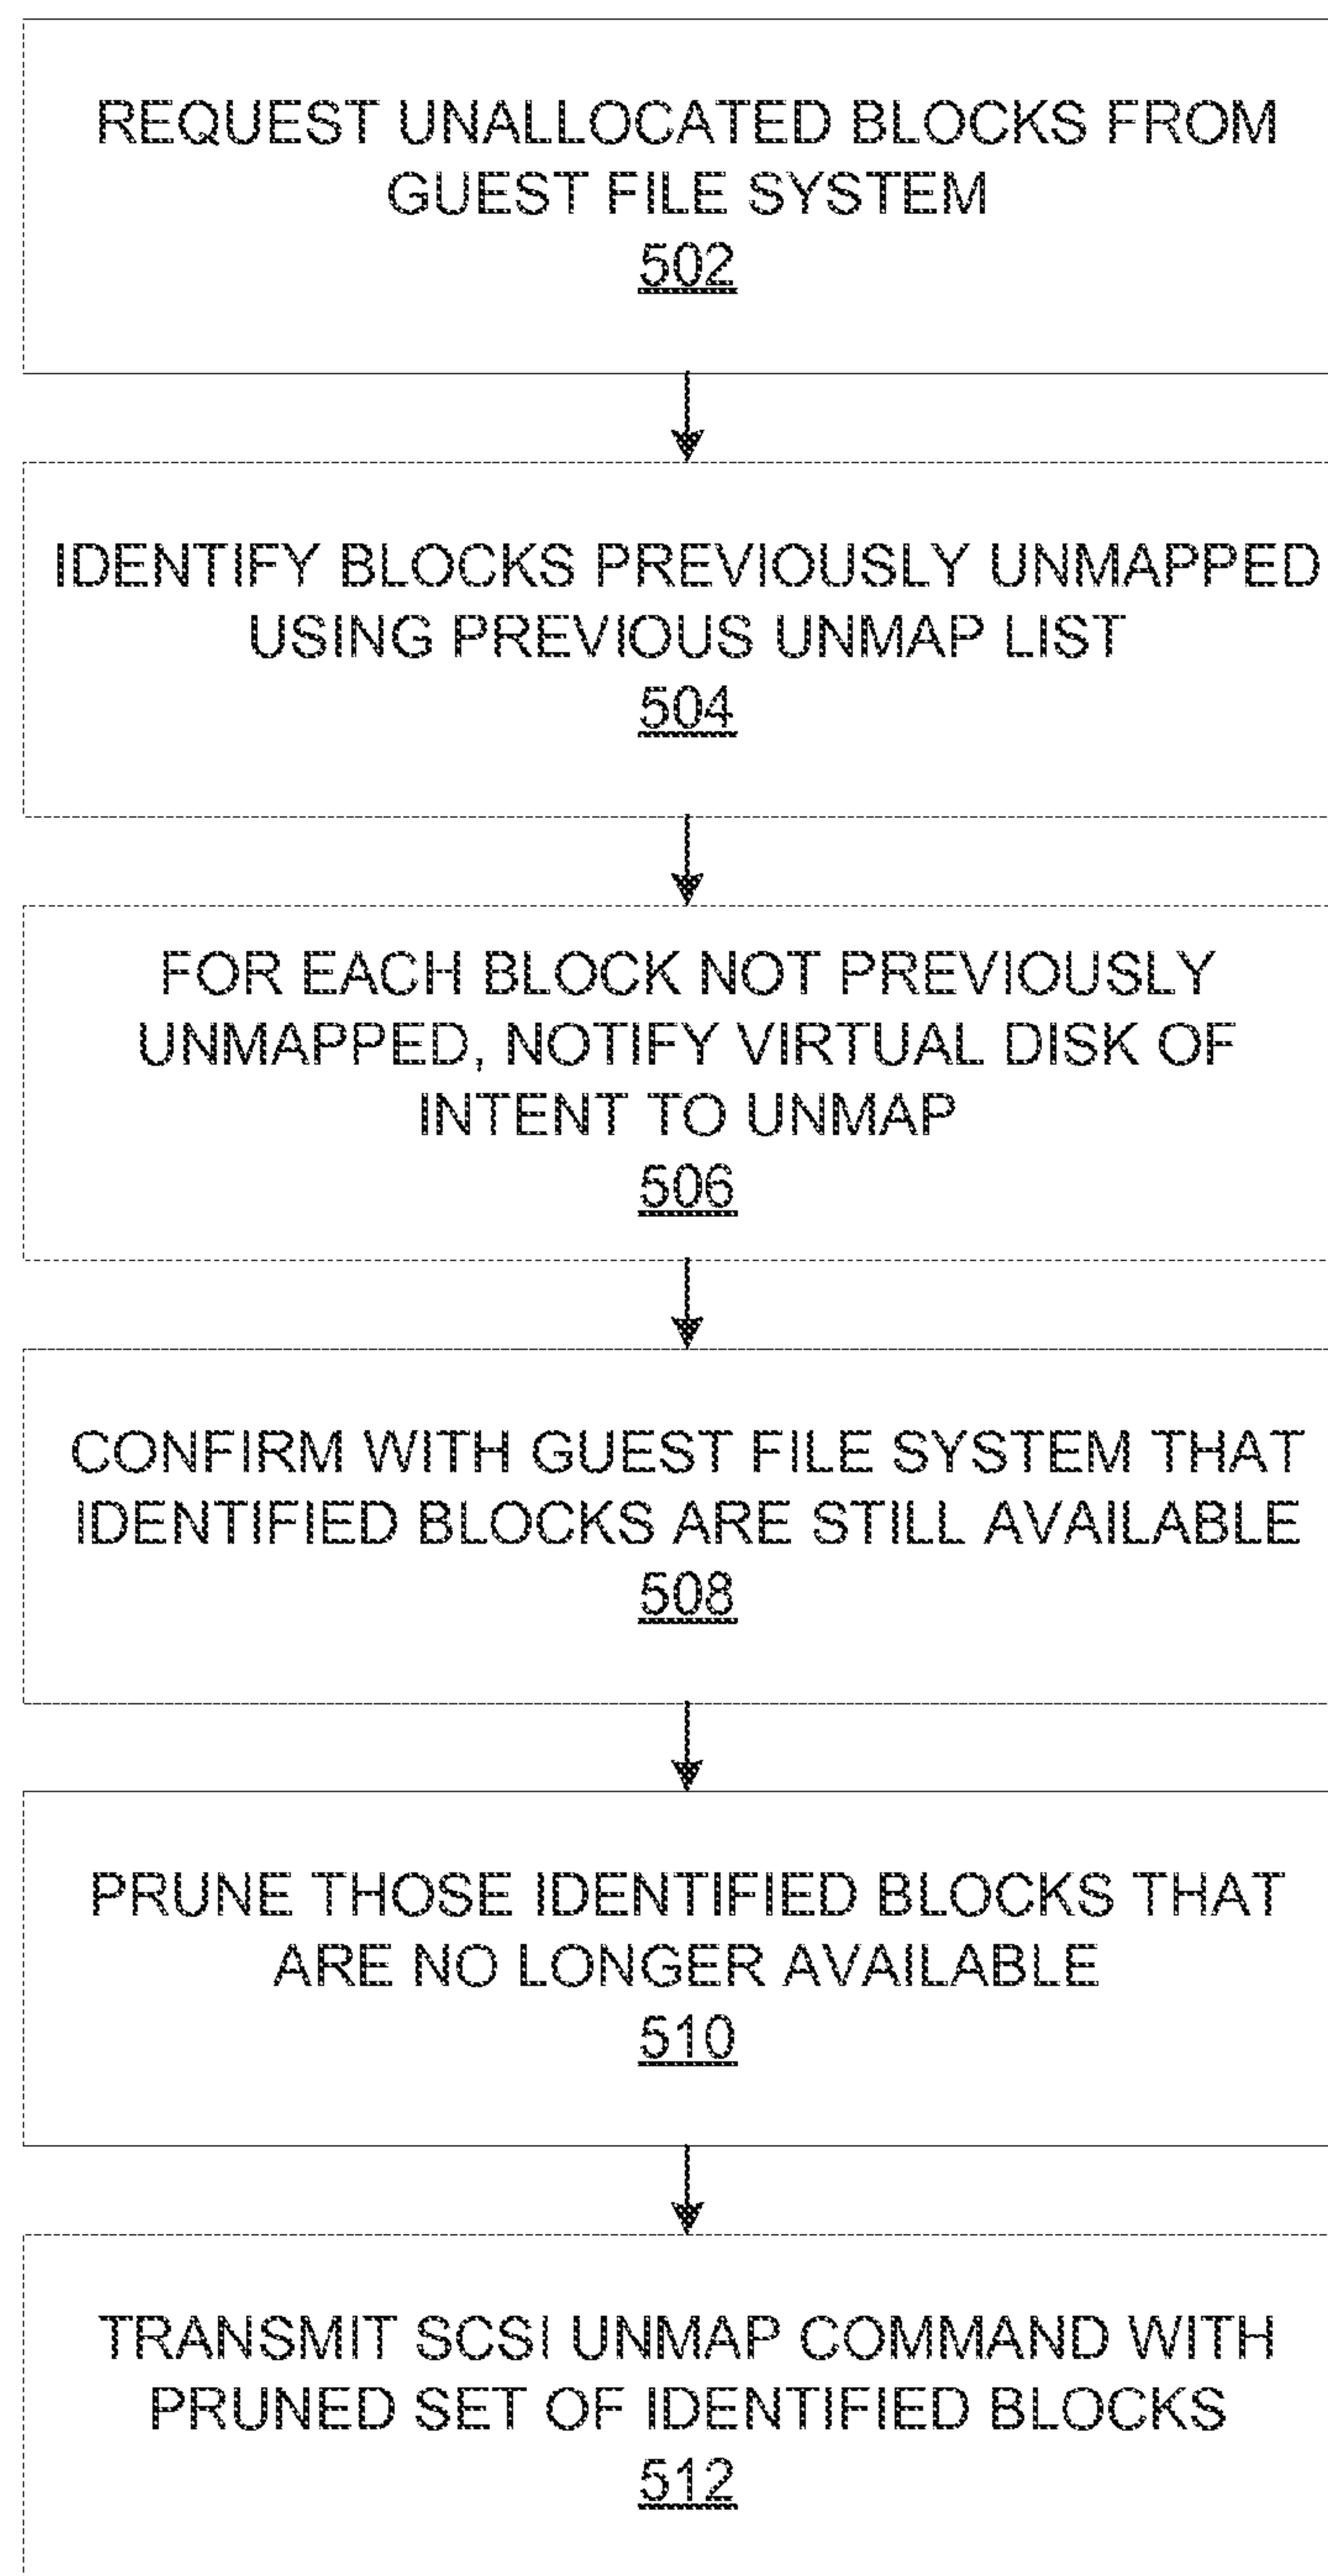 REQUEST UNALLOCATED BLOCKS FROM
GUEST FILE SYSTEM
502
IDENTIFY BLOCKS PREVIOUSLY UNMAPPED
USING PREVIOUS UNMAP LIST
504
FOR EACH BLOCK NOT PREVIOUSLY
UNMAPPED, NOTIFY VIRTUAL DISK OF
INTENT TO UNMAP
506
CONFIRM WITH GUEST FILE SYSTEM THAT
IDENTIFIED BLOCKS ARE STILL AVAILABLE
508
PRUNE THOSE IDENTIFIED BLOCKS THAT
ARE NO LONGER AVAILABLE
510
TRANSMIT SCSI UNMAP COMMAND WITH
PRUNED SET OF IDENTIFIED BLOCKS
512